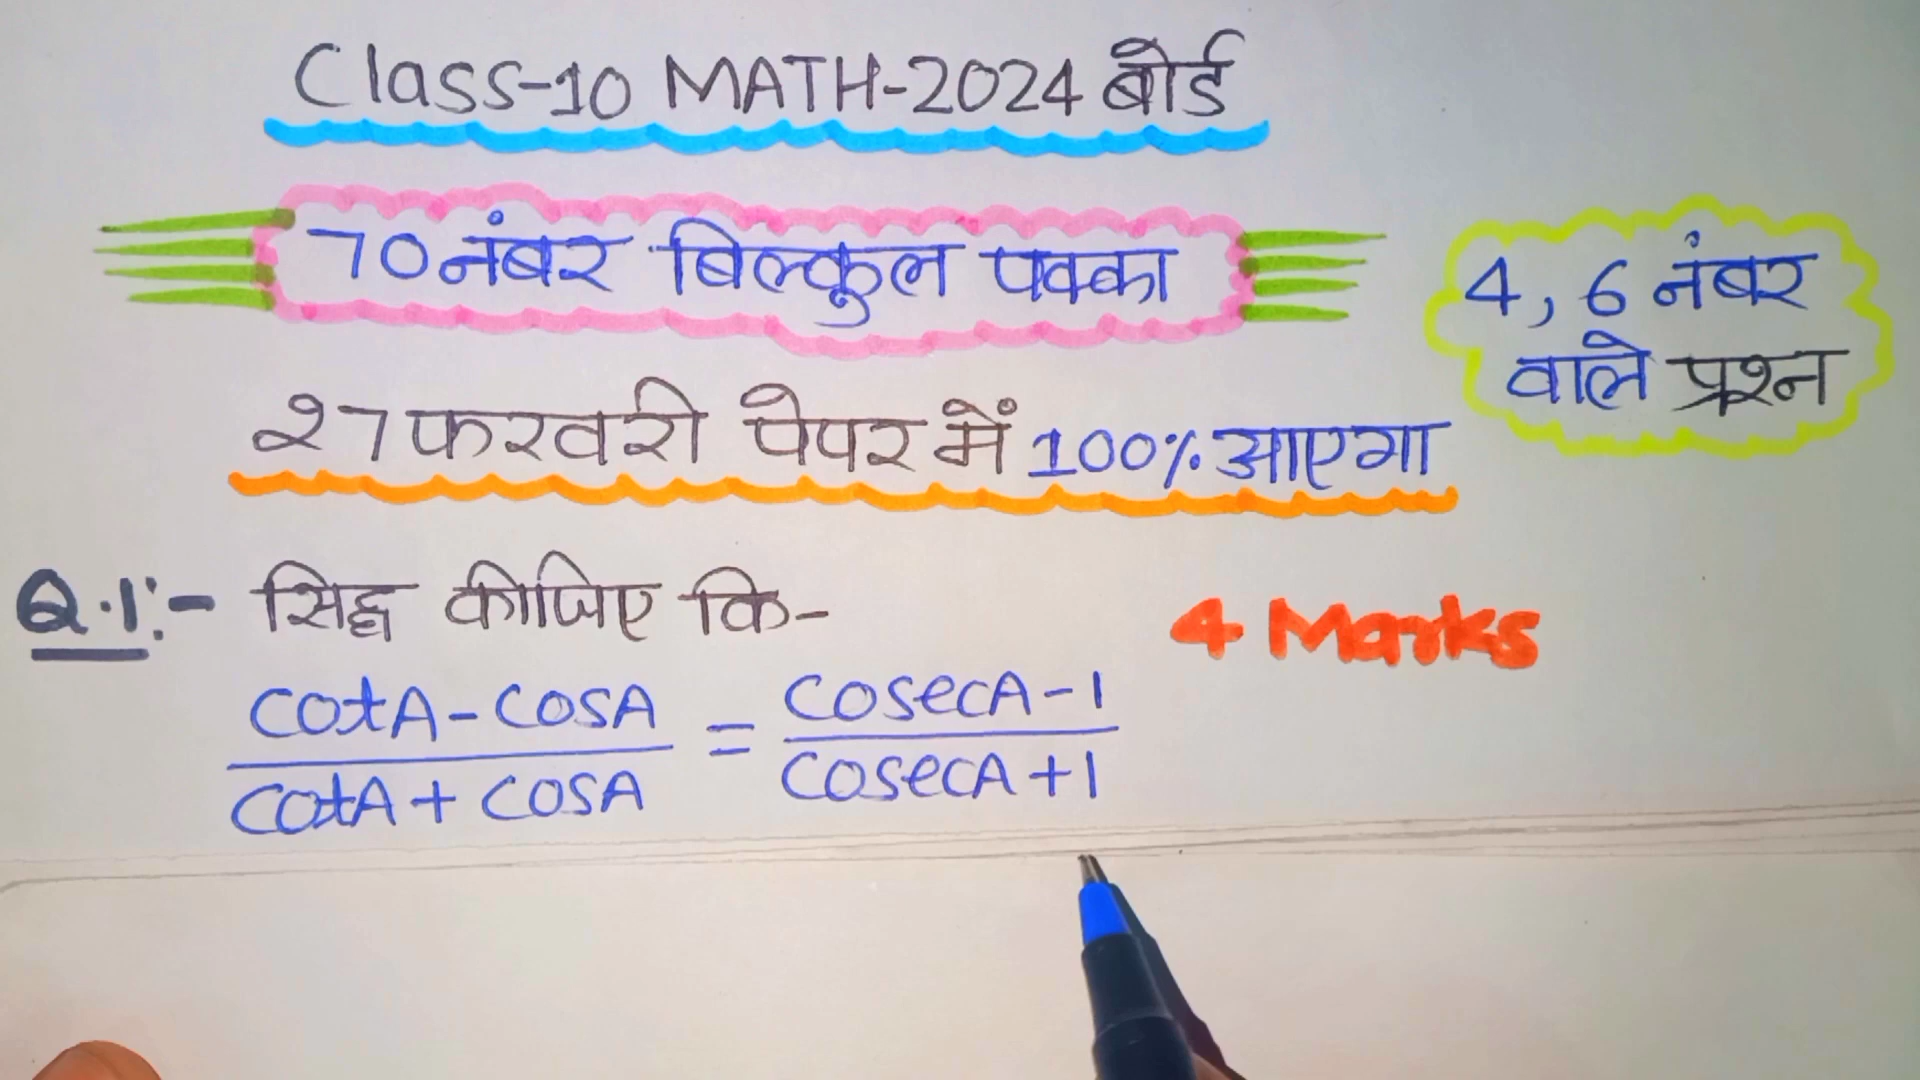 Class-10 MATH-2024 बोर्ड
70 नंबर बिल्कुल पक्का
4, 6 नंबर
वाले प्रश्न
27 फरवरी पेपर में 100% आएगा
Q.1:- सिद्ध कीजिए कि-
4 Marks
cotA - cosA / cotA + cosA = cosecA - 1 / cosecA + 1